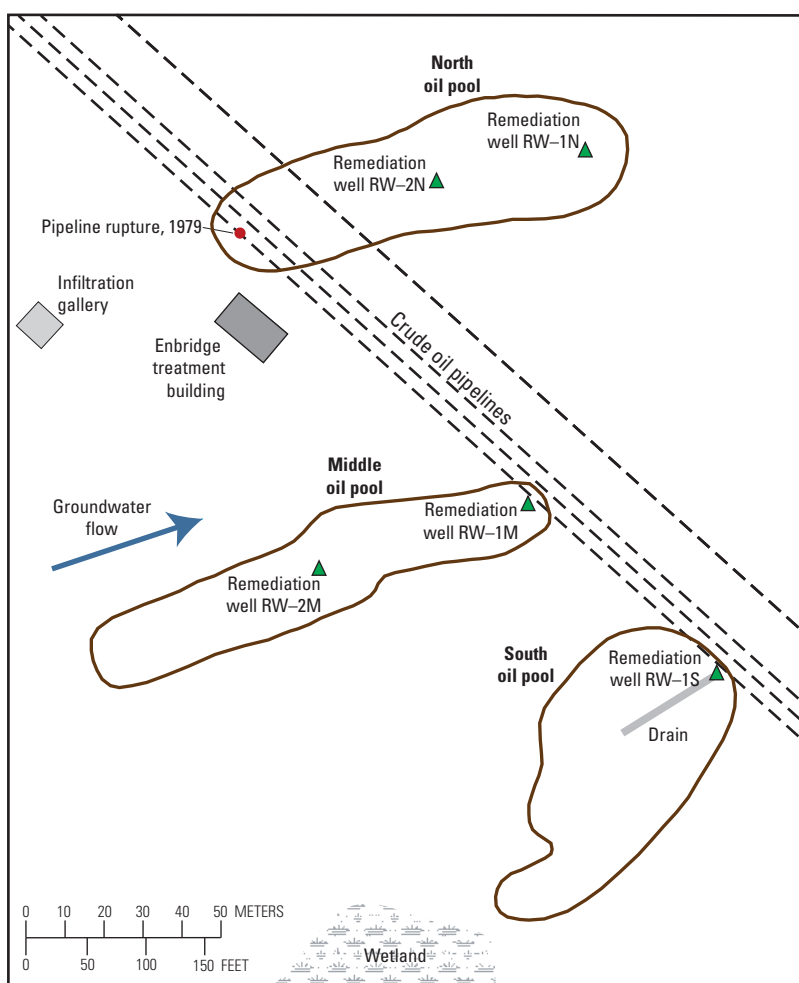 North
oil pool
Remediation
well RW–1N
Remediation
well RW–2N
Pipeline rupture, 1979
Infiltration
gallery
Enbridge
treatment
building
Crude oil pipelines
Middle
oil pool
Groundwater
flow
Remediation
well RW–1M
Remediation
well RW–2M
South
oil pool
Remediation
well RW–1S
Drain
0 10 20 30 40 50 METERS
0 50 100 150 FEET
Wetland